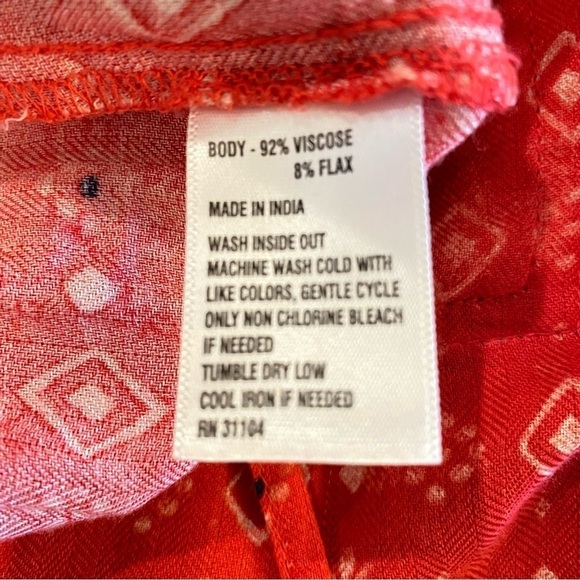 BODY - 92% VISCOSE
8% FLAX
MADE IN INDIA
WASH INSIDE OUT
MACHINE WASH COLD WITH
LIKE COLORS, GENTLE CYCLE
ONLY NON CHLORINE BLEACH
IF NEEDED
TUMBLE DRY LOW
COOL IRON IF NEEDED
RN 31104